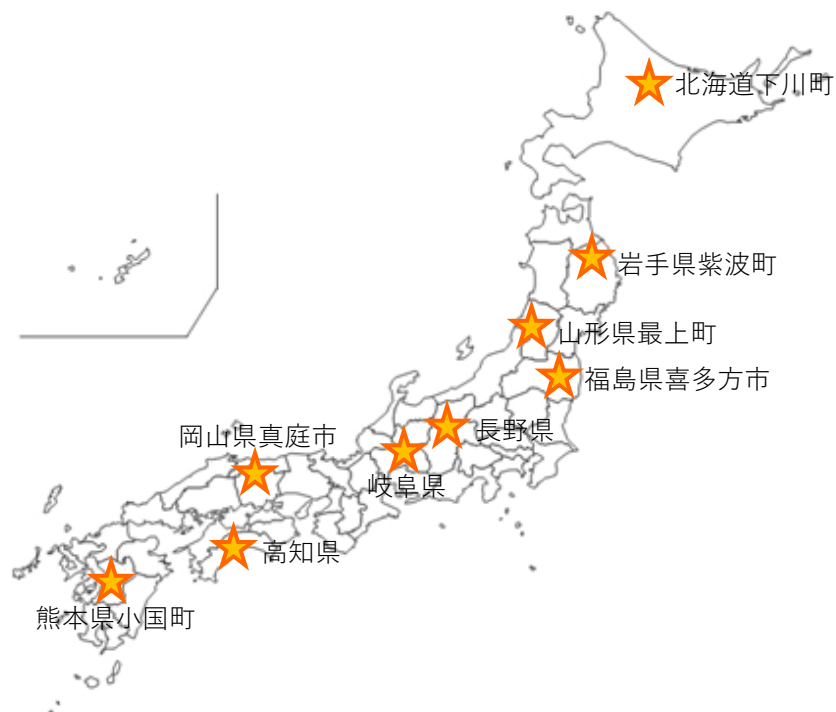 北海道下川町
岩手県紫波町
山形県最上町
福島県喜多方市
長野県
岡山県真庭市
岐阜県
高知県
熊本県小国町